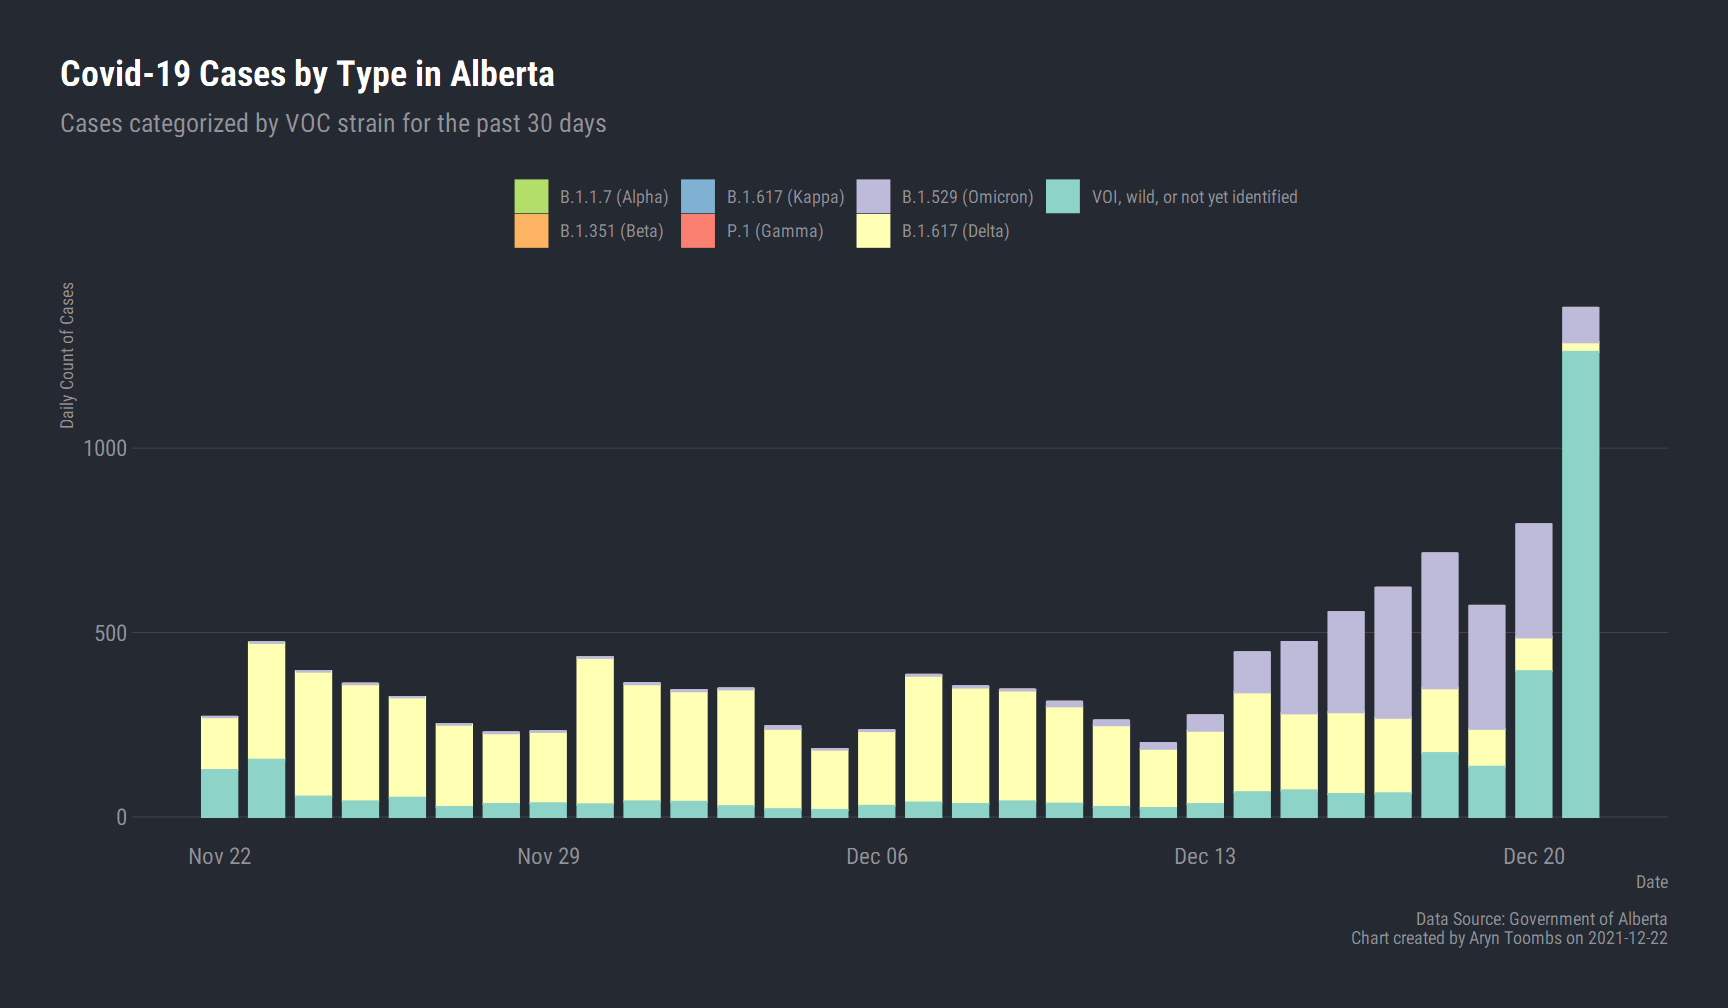 Covid-19 Cases by Type in Alberta
Cases categorized by VOC strain for the past 30 days
B.1.1.7 (Alpha) B.1.617 (Kappa) B.1.529 (Omicron) VOI, wild, or not yet identified
B.1.351 (Beta) P.1 (Gamma) B.1.617 (Delta)
Daily Count of Cases
1000
500
0
Nov 22 Nov 29 Dec 06 Dec 13 Dec 20
Date
Data Source: Government of Alberta
Chart created by Aryn Toombs on 2021-12-22